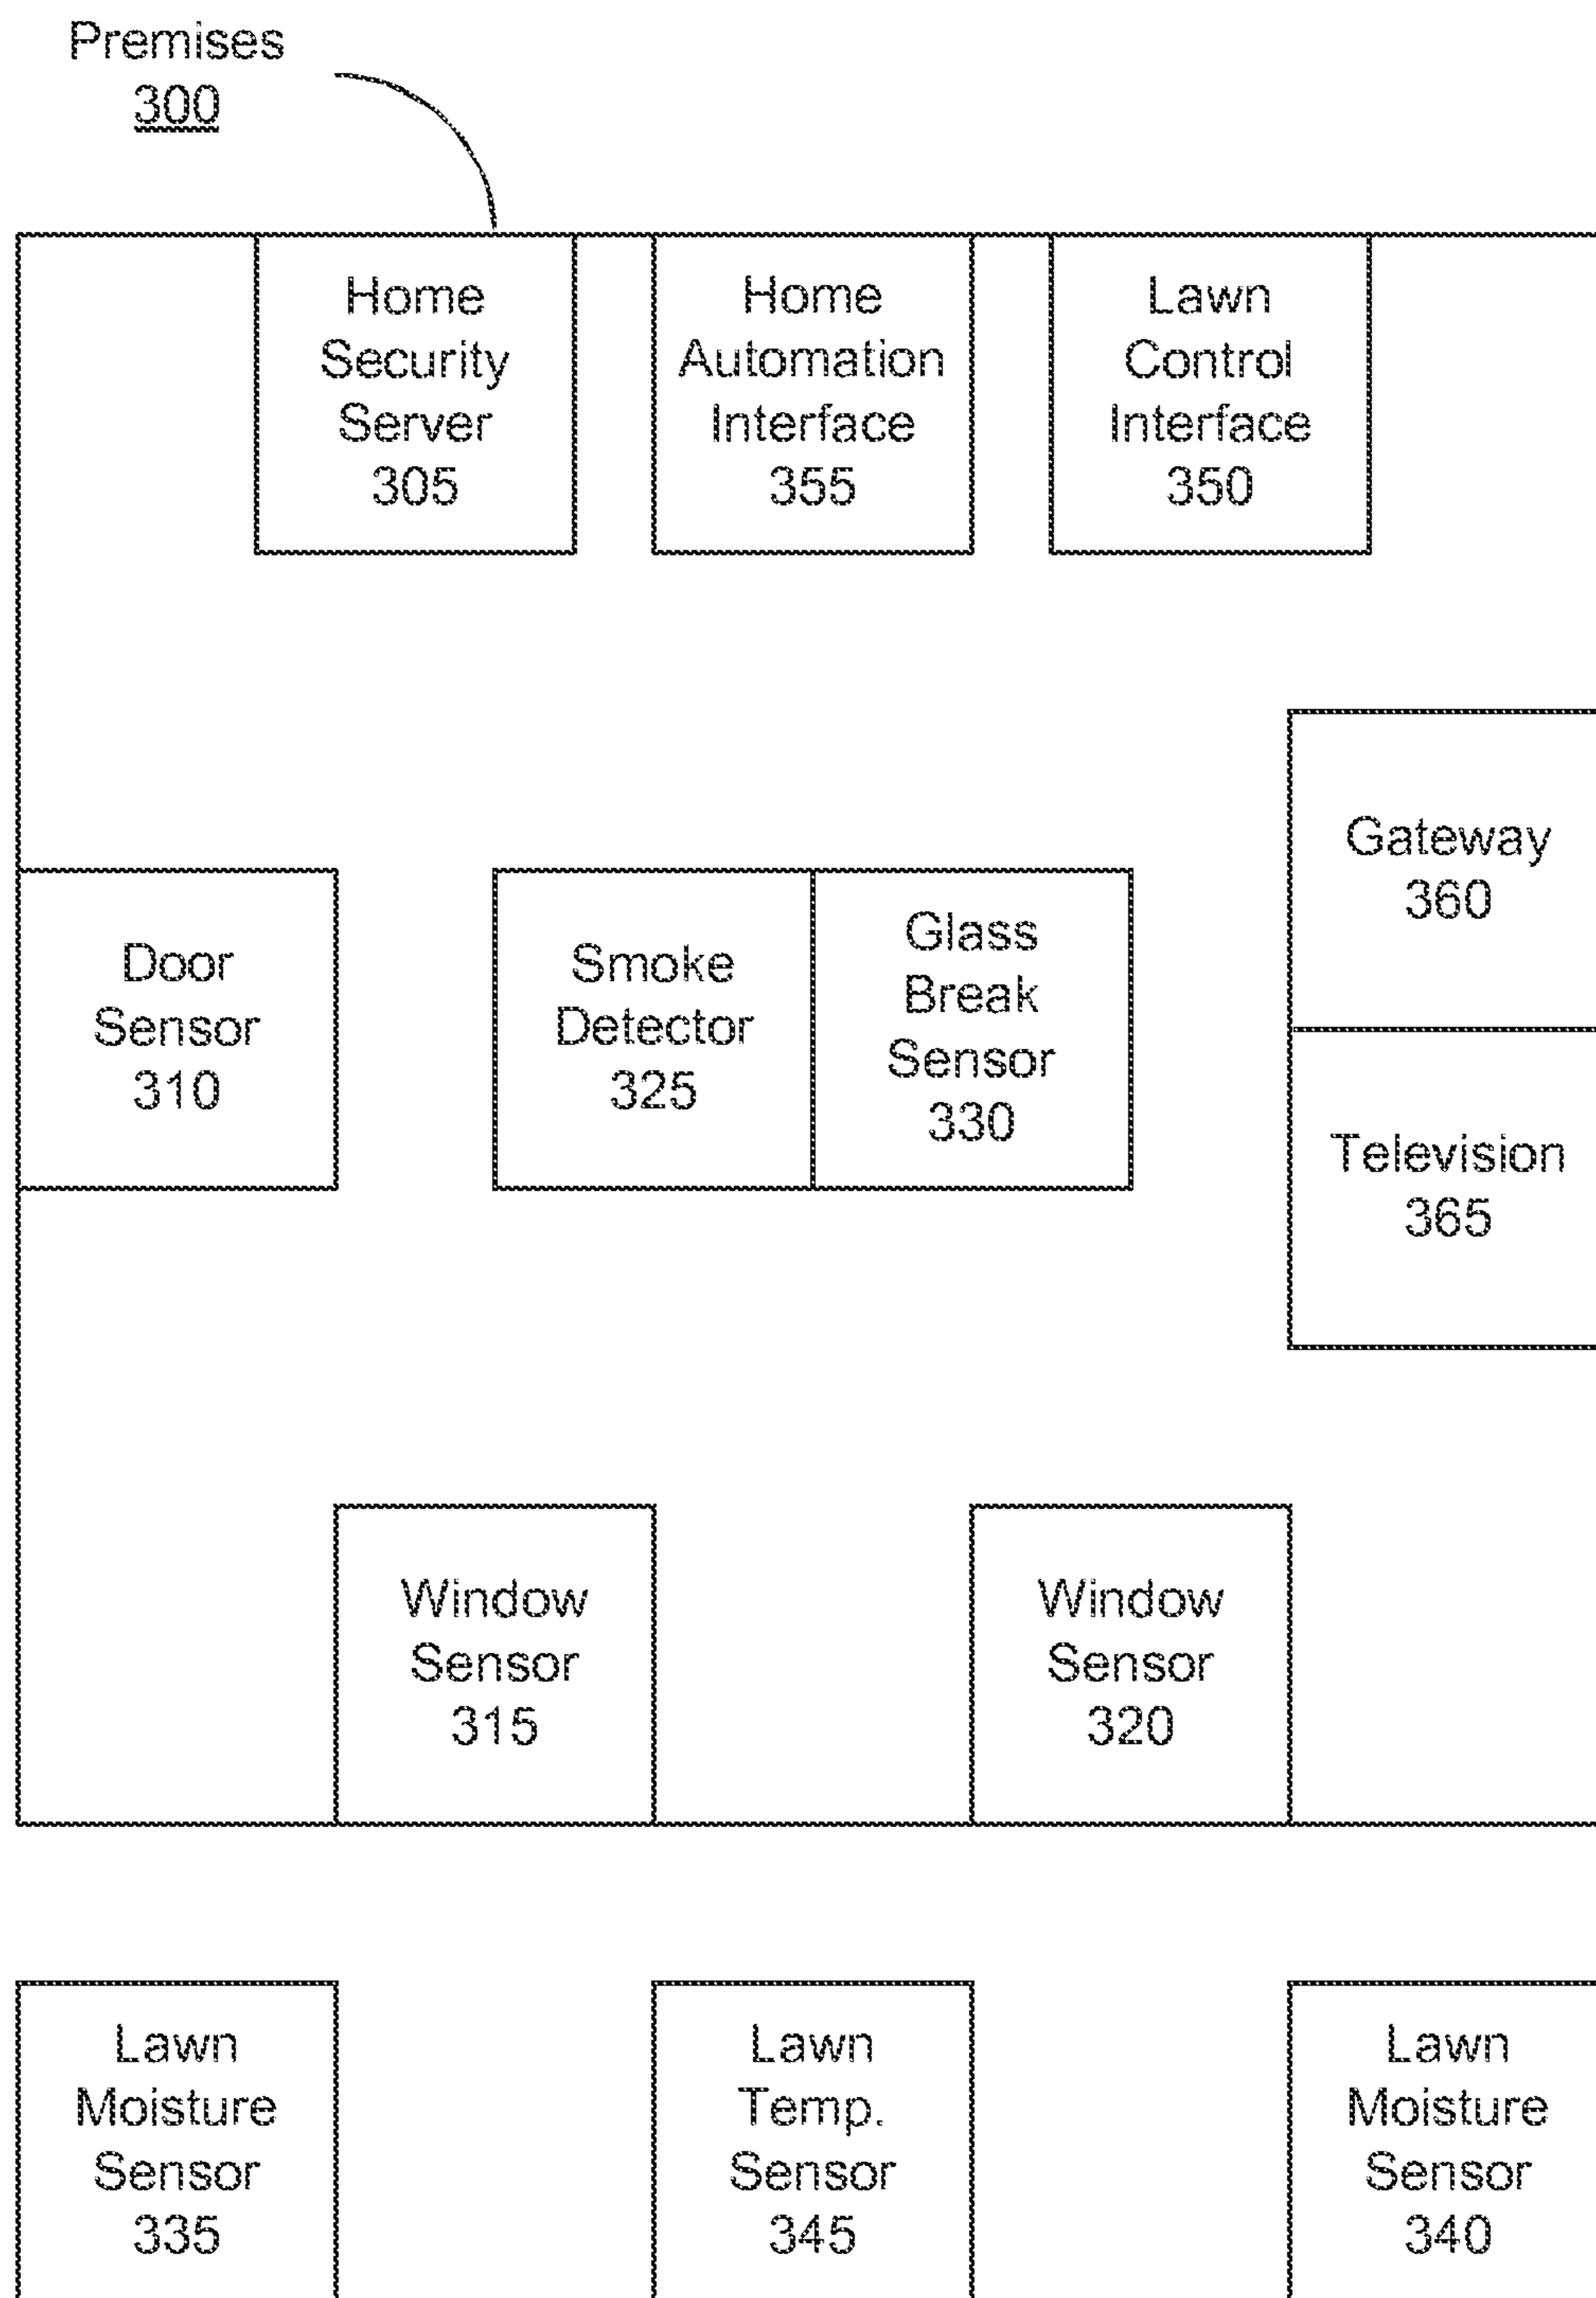 Premises
300
Home
Security
Server
305
Home
Automation
Interface
355
Lawn
Control
Interface
350
Gateway
360
Door
Sensor
310
Smoke
Detector
325
Glass
Break
Sensor
330
Television
365
Window
Sensor
315
Window
Sensor
320
Lawn
Moisture
Sensor
335
Lawn
Temp.
Sensor
345
Lawn
Moisture
Sensor
340